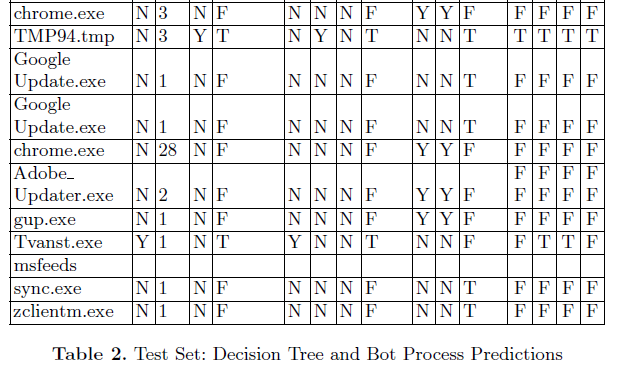 chrome.exe N 3 N F N N N F Y Y F F F F F
TMP94.tmp N 3 Y T N Y N T N N T T T T T
Google
Update.exe N 1 N F N N N F N N T F F F F
Google
Update.exe N 1 N F N N N F N N T F F F F
chrome.exe N 28 N F N N N F Y Y F F F F F
Adobe_ F F F F
Updater.exe N 2 N F N N N F Y Y F F F F F
gup.exe N 1 N F N N N F Y Y F F F F F
Tvanst.exe Y 1 N T Y N N T N N F F T T F
msfeeds
sync.exe N 1 N F N N N F N N T F F F F
zclientm.exe N 1 N F N N N F N N T F F F F
Table 2. Test Set: Decision Tree and Bot Process Predictions